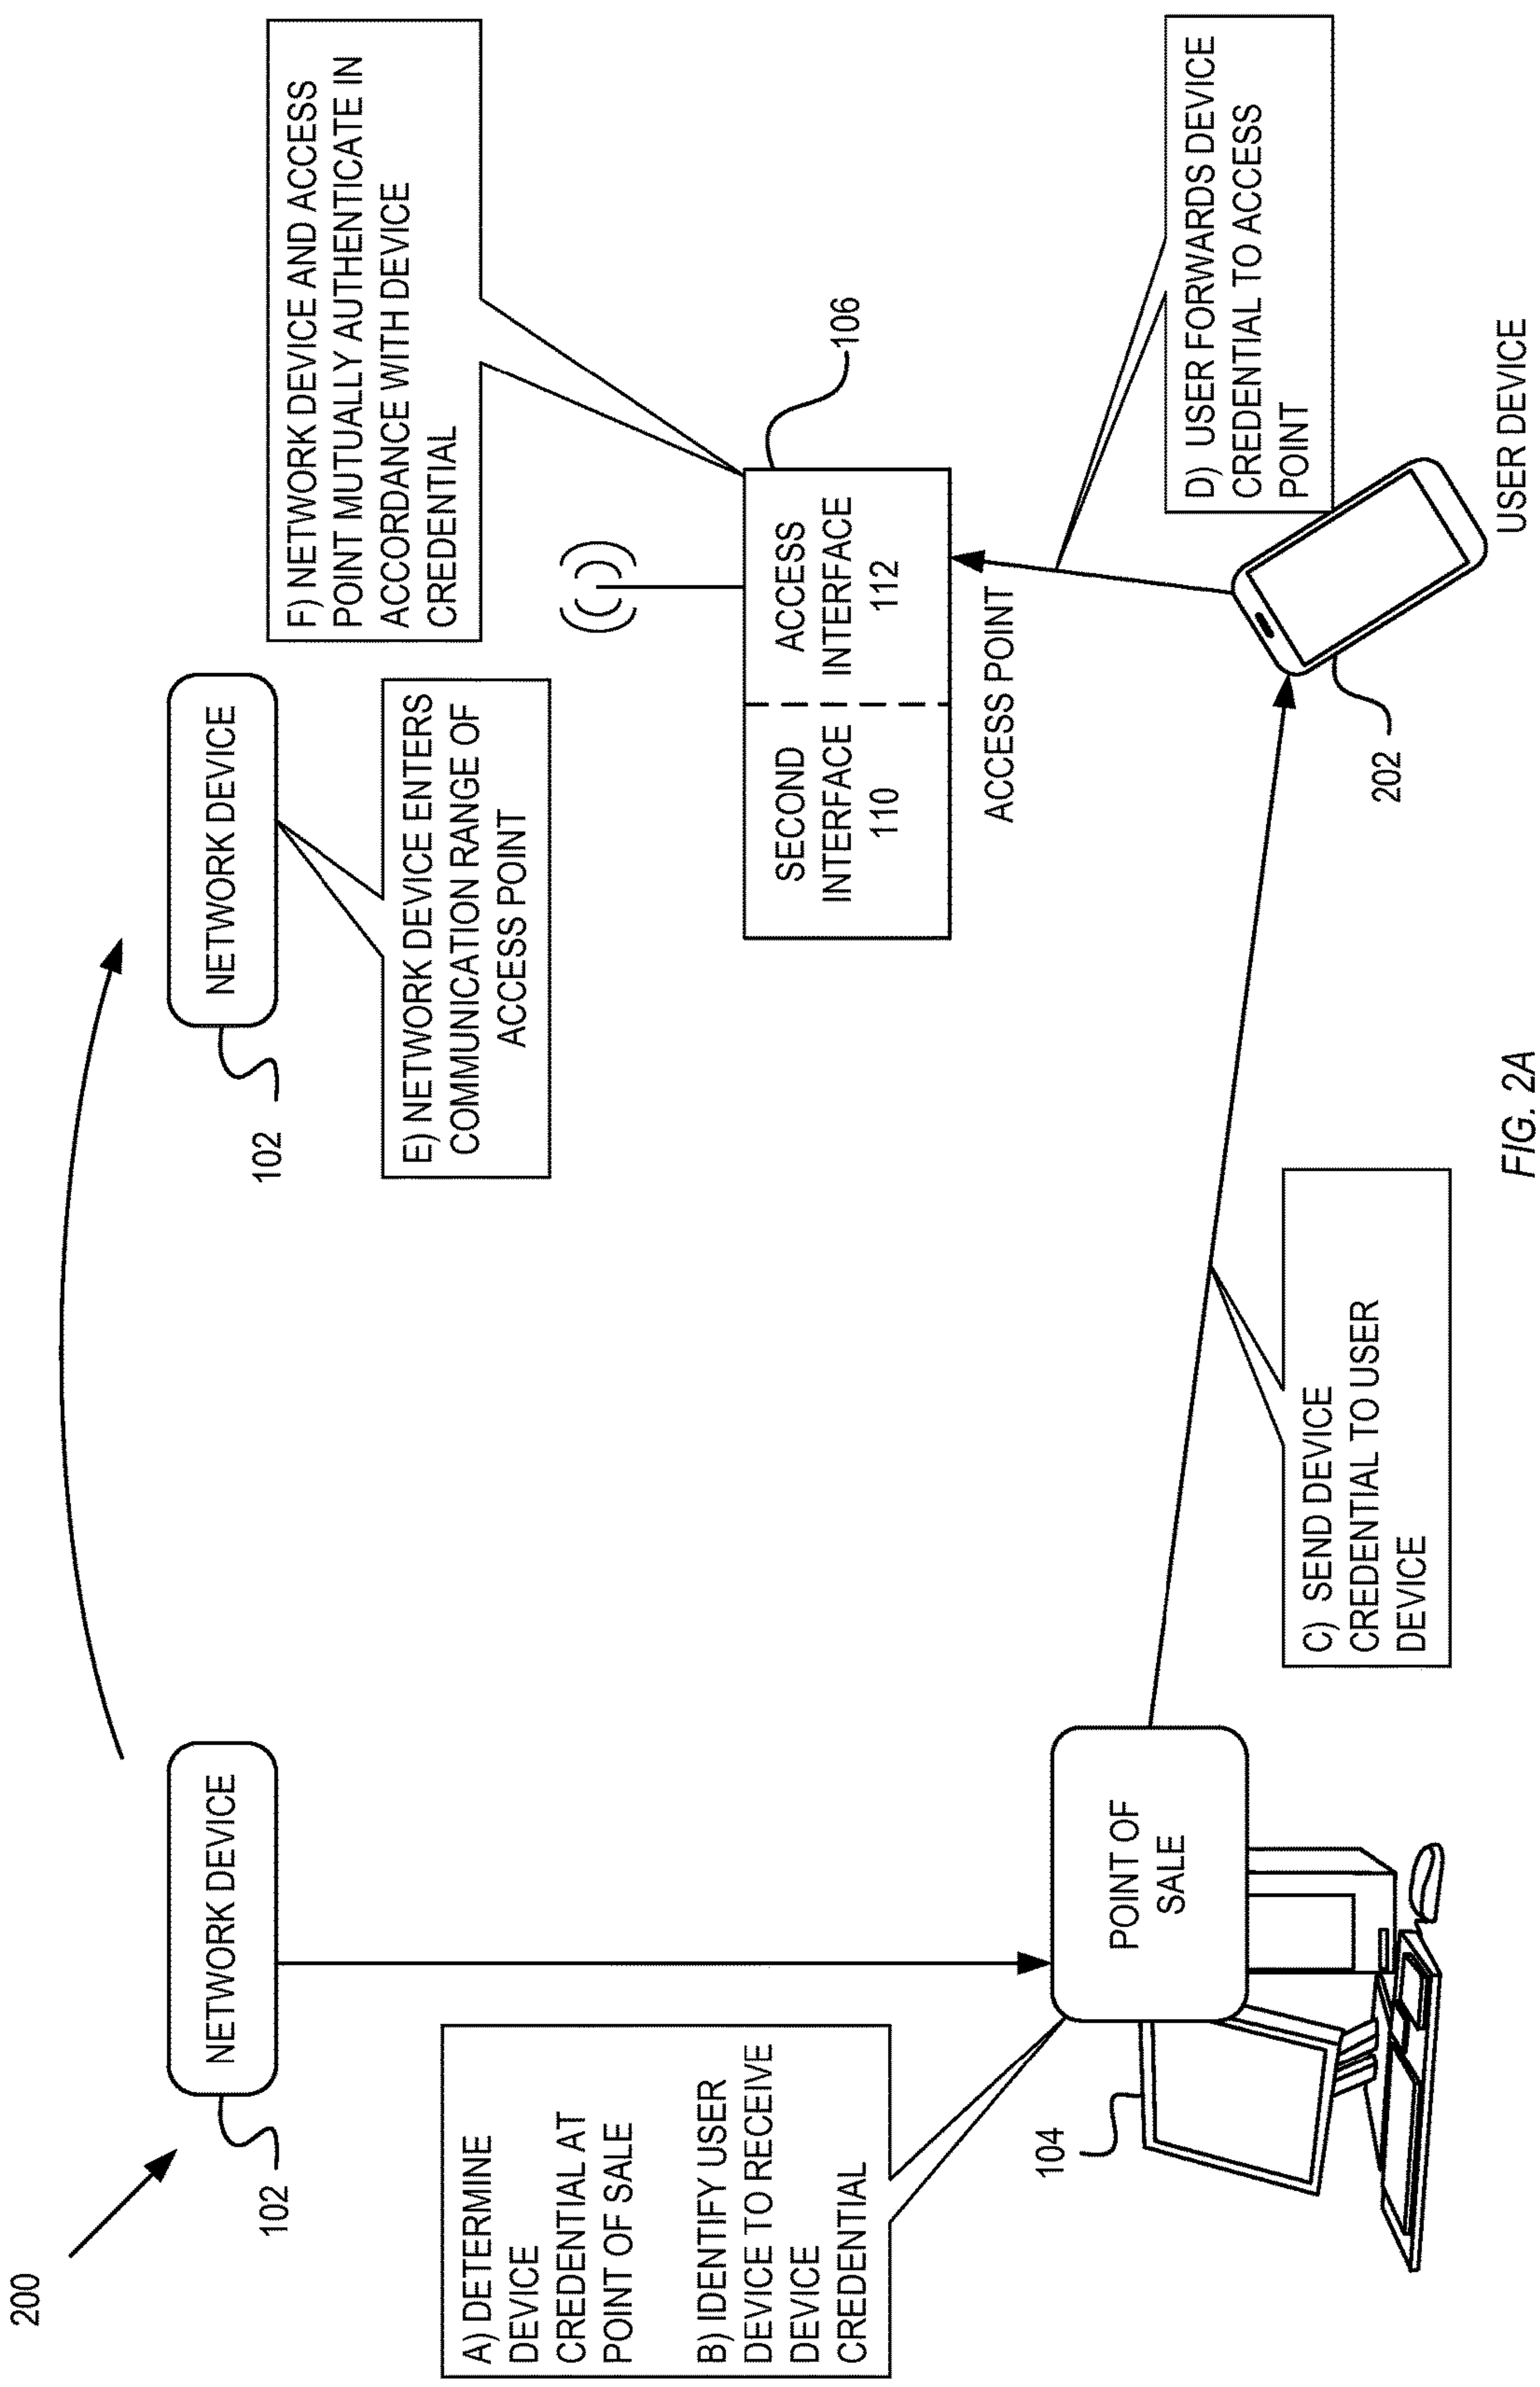 200
102
NETWORK DEVICE
A) DETERMINE
DEVICE
CREDENTIAL AT
POINT OF SALE
B) IDENTIFY USER
DEVICE TO RECEIVE
DEVICE
CREDENTIAL
104
POINT OF
SALE
C) SEND DEVICE
CREDENTIAL TO USER
DEVICE
102
NETWORK DEVICE
E) NETWORK DEVICE ENTERS
COMMUNICATION RANGE OF
ACCESS POINT
F) NETWORK DEVICE AND ACCESS
POINT MUTUALLY AUTHENTICATE IN
ACCORDANCE WITH DEVICE
CREDENTIAL
106
SECOND
INTERFACE
110
ACCESS
INTERFACE
112
ACCESS POINT
D) USER FORWARDS DEVICE
CREDENTIAL TO ACCESS
POINT
202
USER DEVICE
FIG. 2A